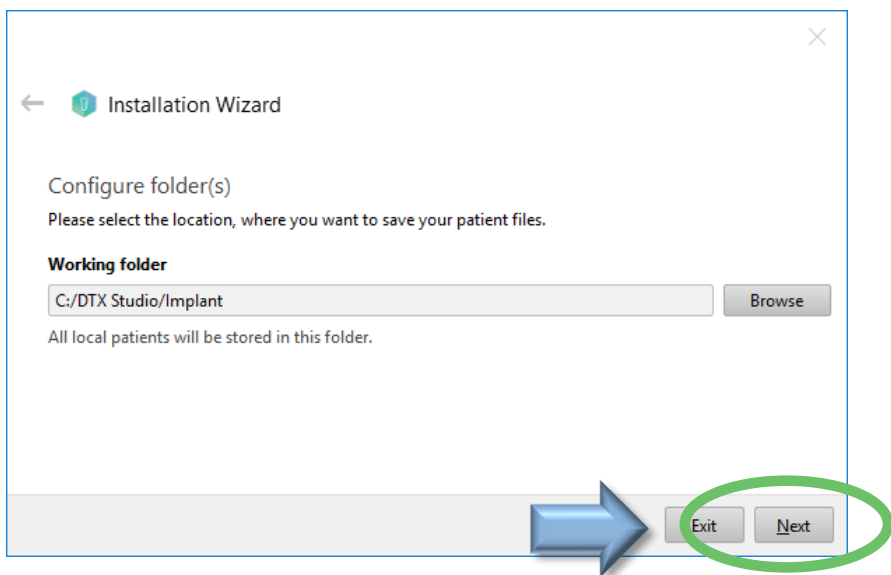 Installation Wizard
Configure folder(s)
Please select the location, where you want to save your patient files.
Working folder
C:/DTX Studio/Implant
Browse
All local patients will be stored in this folder.
Exit
Next